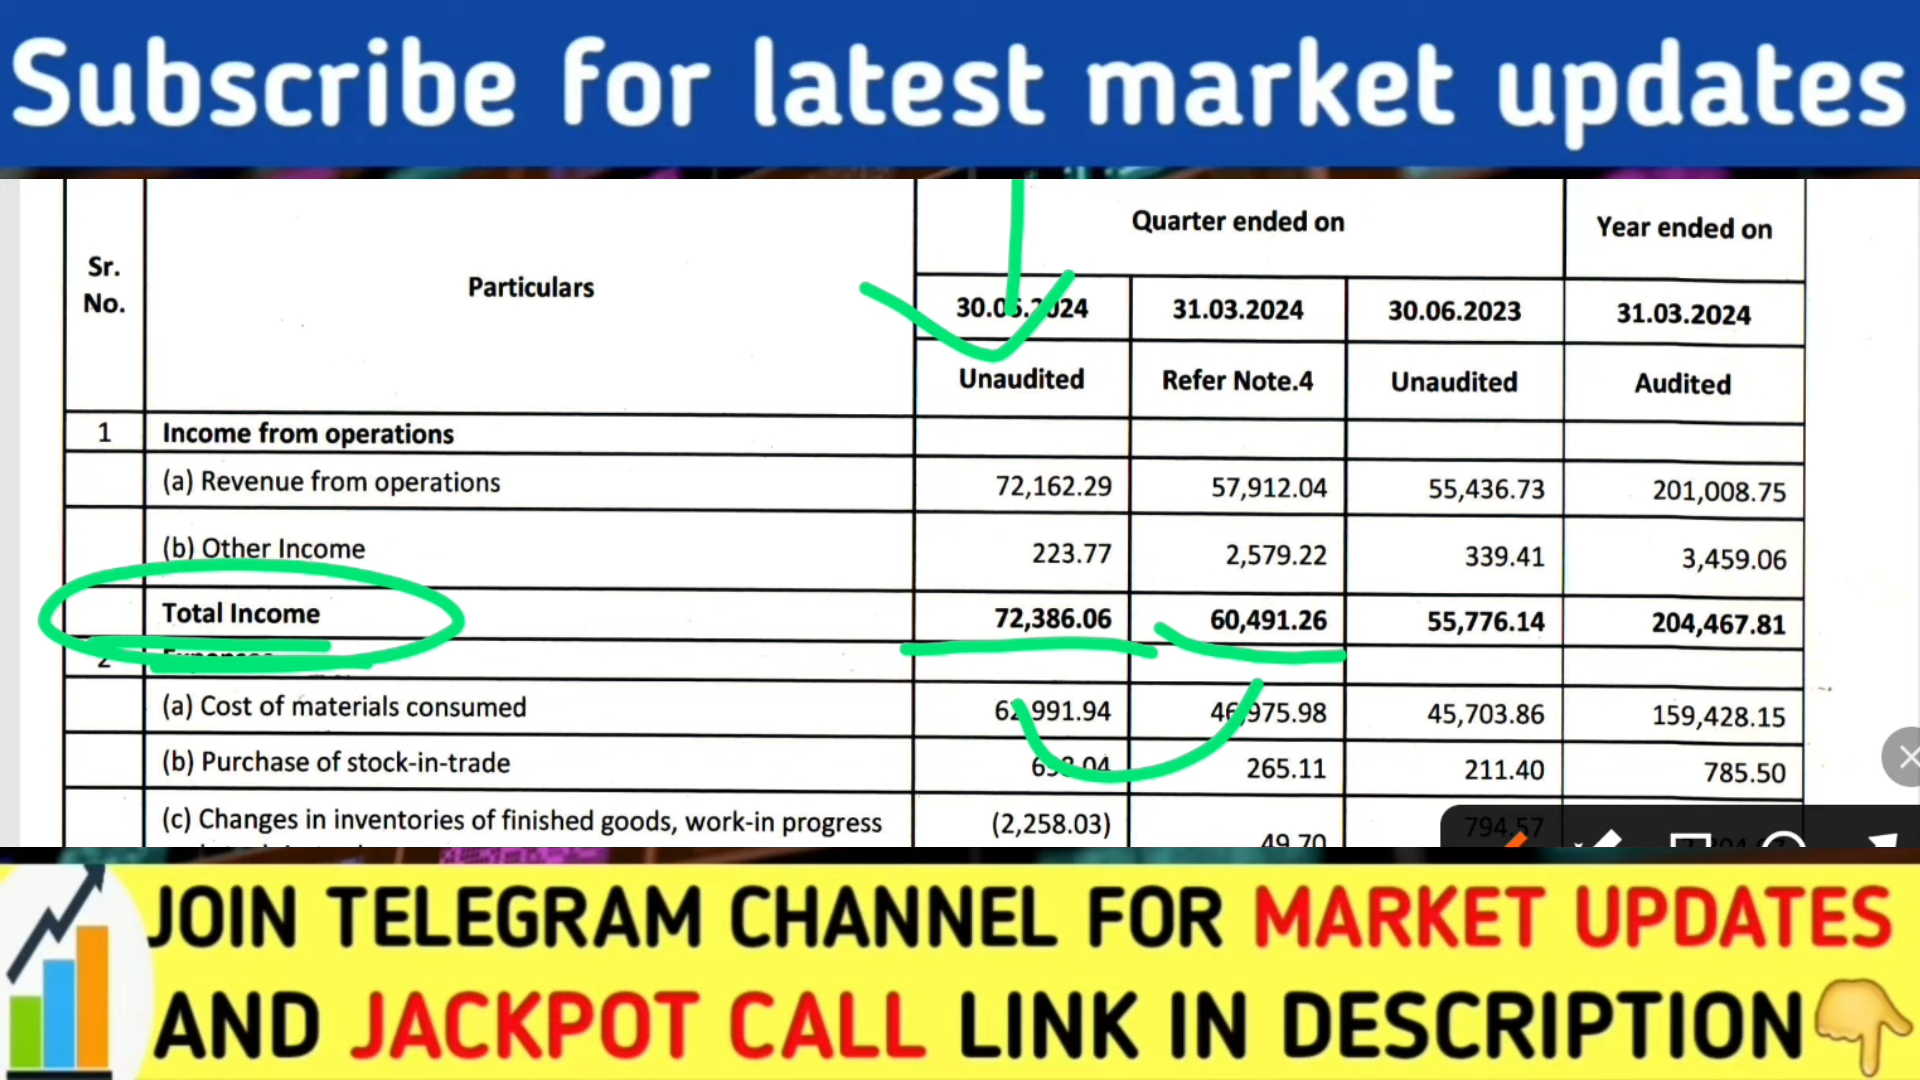 Subscribe for latest market updates
Sr. No.
Particulars
Quarter ended on
Year ended on
31.03.2024
30.06.2023
31.03.2024
Unaudited
Refer Note.4
Unaudited
Audited
1 Income from operations
(a) Revenue from operations 72,162.29 57,912.04 55,436.73 201,008.75
(b) Other Income 223.77 2,579.22 339.41 3,459.06
Total Income 72,386.06 60,491.26 55,776.14 204,467.81
2
(a) Cost of materials consumed 45,703.86 159,428.15
(b) Purchase of stock-in-trade 265.11 211.40 785.50
(c) Changes in inventories of finished goods, work-in progress (2,258.03) 49.70 794.57
JOIN TELEGRAM CHANNEL FOR MARKET UPDATES
AND JACKPOT CALL LINK IN DESCRIPTION